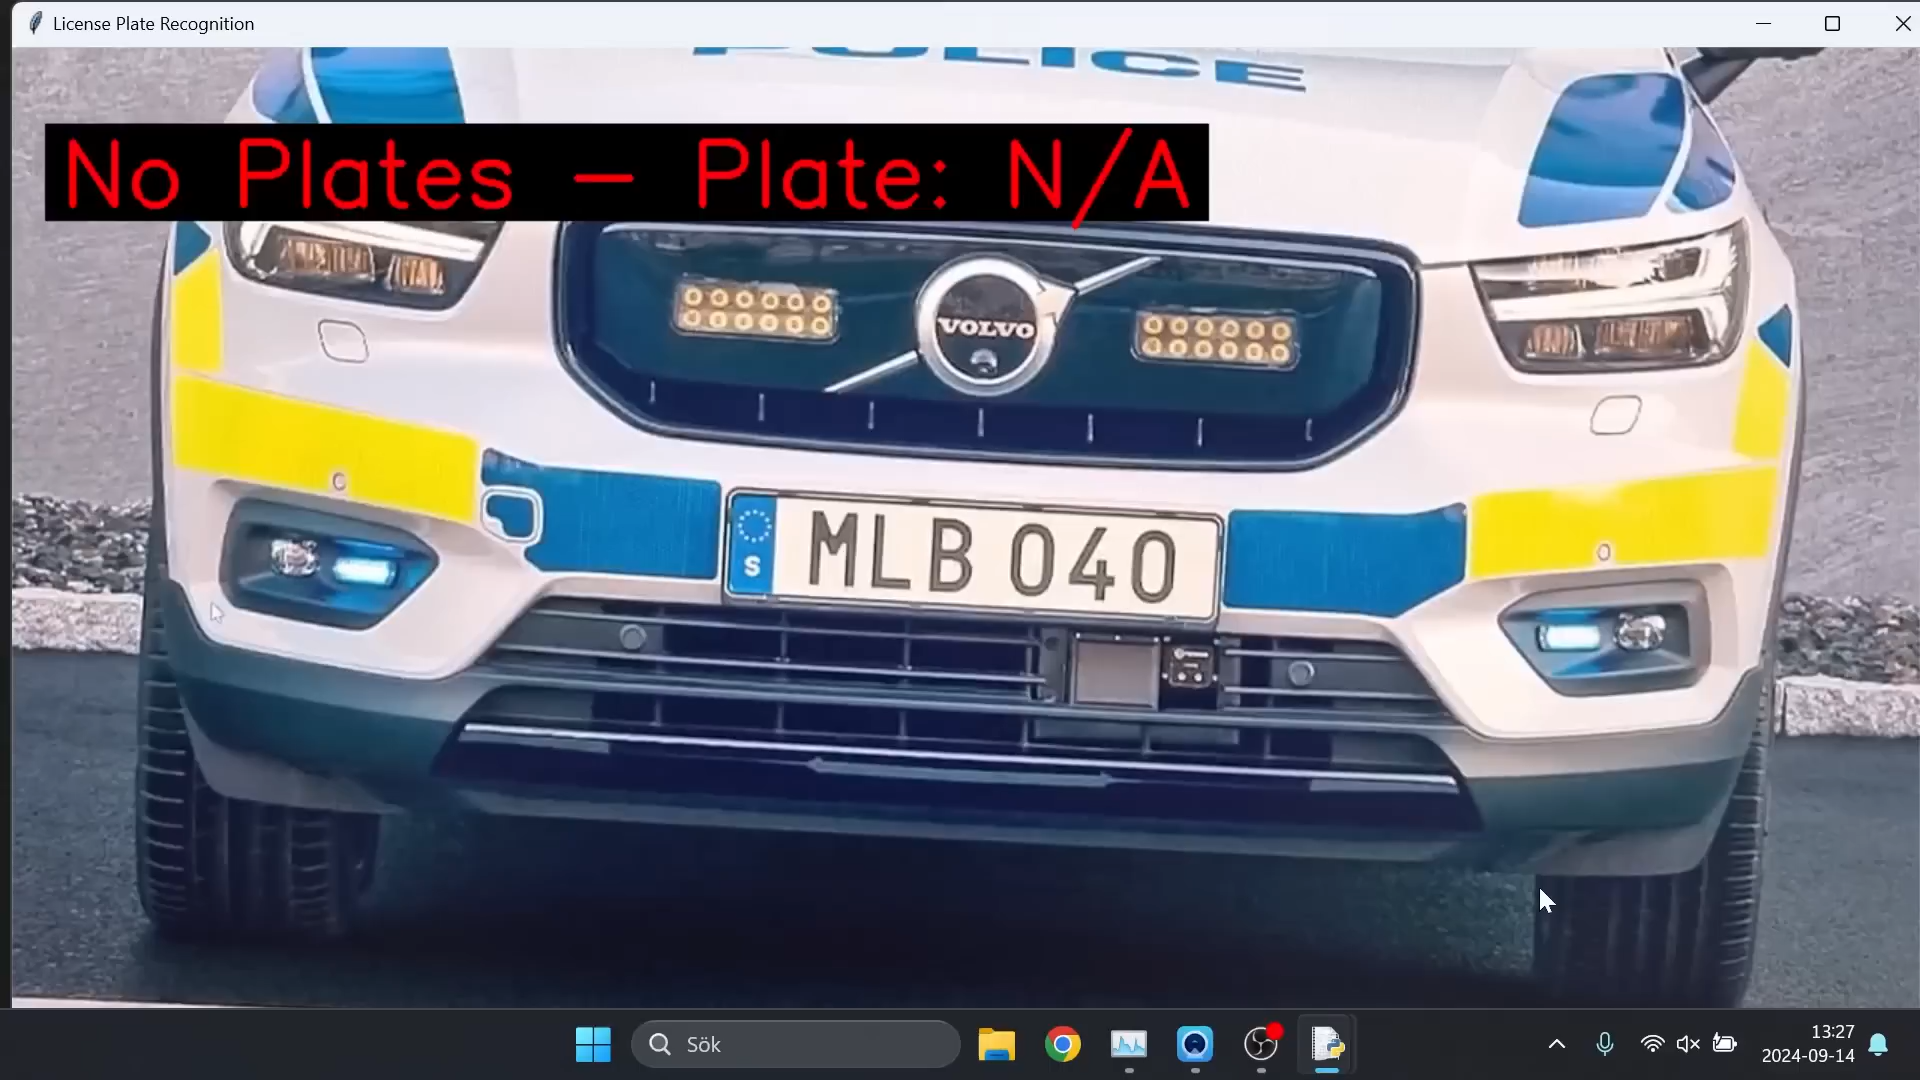 License Plate Recognition
POLICE
No Plates - Plate: N/A
VOLVO
S
MLB 040
Sök
13:27
2024-09-14